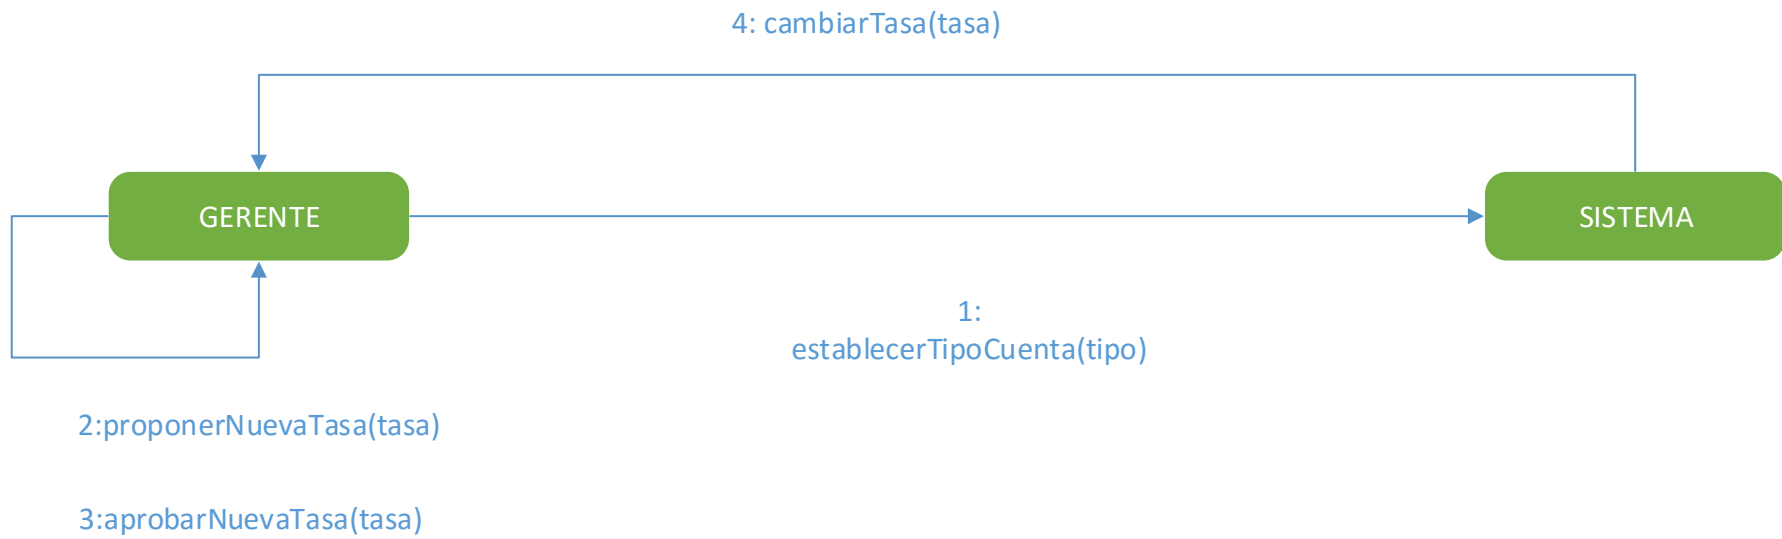 4: cambiarTasa(tasa)
GERENTE
SISTEMA
1:
establecerTipoCuenta(tipo)
2:proponerNuevaTasa(tasa)
3:aprobarNuevaTasa(tasa)